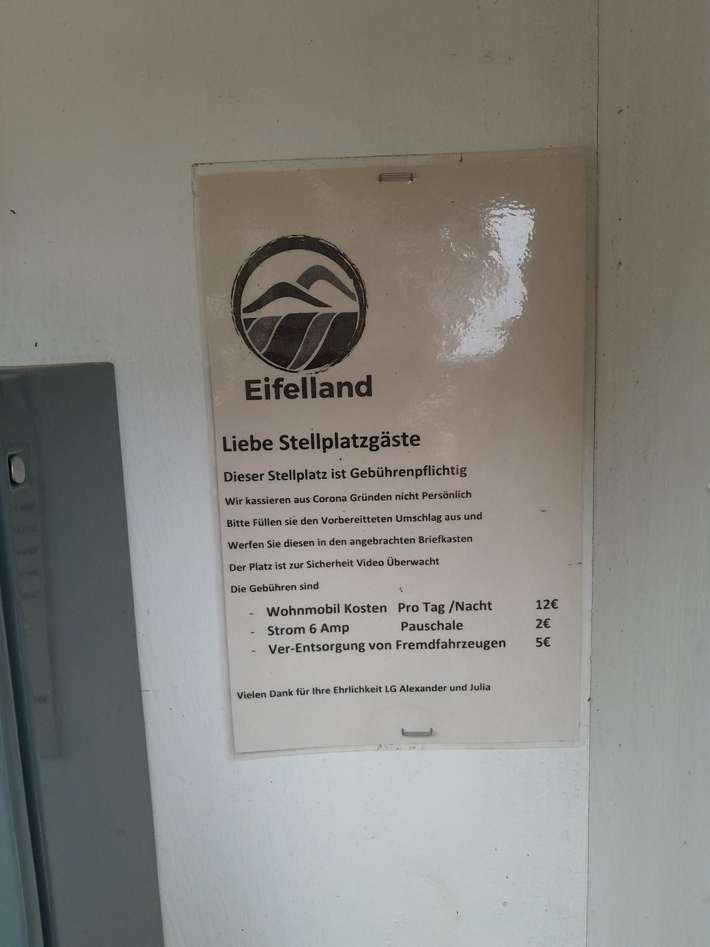 Eifelland
Liebe Stellplatzgäste
Dieser Stellplatz ist Gebührenpflichtig
Wir kassieren aus Corona Gründen nicht Persönlich
Bitte Füllen sie den Vorbereitteten Umschlag aus und
Werfen Sie diesen in den angebrachten Briefkasten
Der Platz ist zur Sicherheit Video Überwacht
Die Gebühren sind
- Wohnmobil Kosten Pro Tag /Nacht 12€
- Strom 6 Amp Pauschale 2€
- Ver-Entsorgung von Fremdfahrzeugen 5€
Vielen Dank für Ihre Ehrlichkeit LG Alexander und Julia